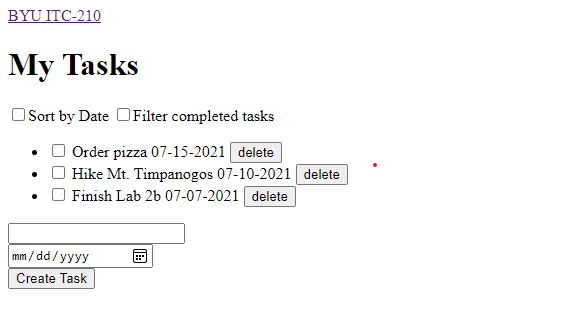 BYU ITC-210
My Tasks
Sort by Date Filter completed tasks
Order pizza 07-15-2021 delete
Hike Mt. Timpanogos 07-10-2021 delete
Finish Lab 2b 07-07-2021 delete
mm/dd/yyyy
Create Task